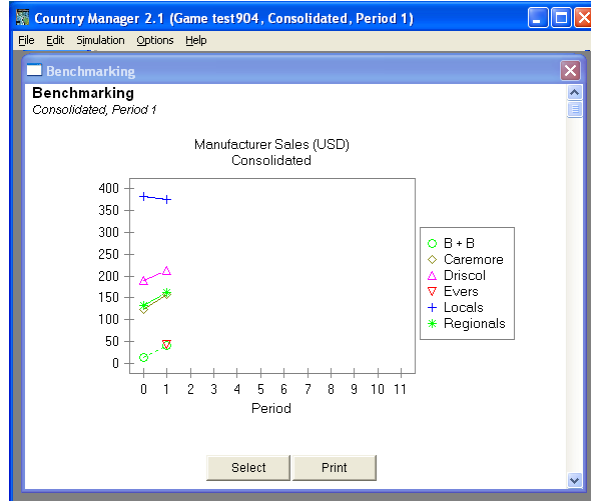 Country Manager 2.1 (Game test904, Consolidated, Period 1)
File Edit Simulation Options Help
Benchmarking
Benchmarking
Consolidated, Period 1
Manufacturer Sales (USD)
Consolidated
400
350
300
250
200
150
100
50
0
0 1 2 3 4 5 6 7 8 9 10 11
Period
B + B
Caremore
Driscol
Evers
Locals
Regionals
Select Print